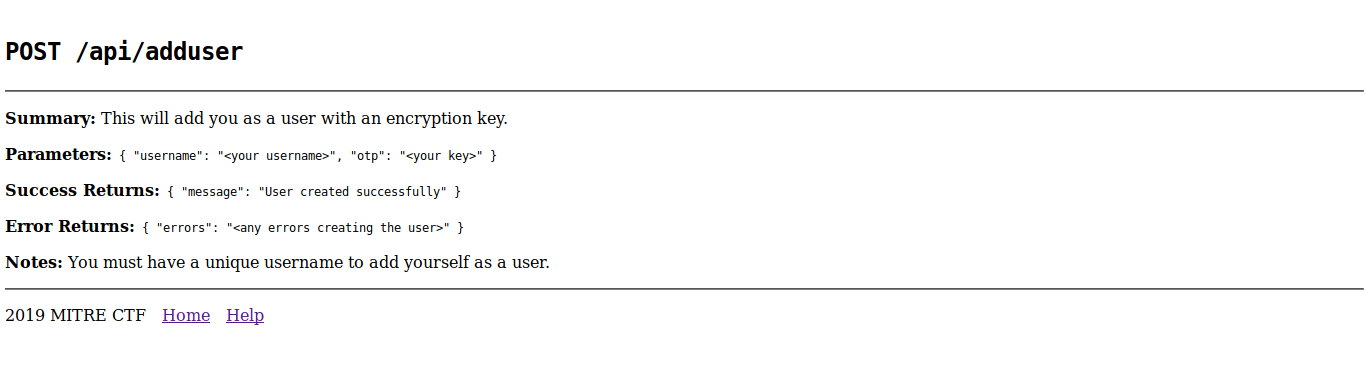 POST /api/adduser
Summary: This will add you as a user with an encryption key.
Parameters: { "username": "<your username>", "otp": "<your key>" }
Success Returns: { "message": "User created successfully" }
Error Returns: { "errors": "<any errors creating the user>" }
Notes: You must have a unique username to add yourself as a user.
2019 MITRE CTF Home Help